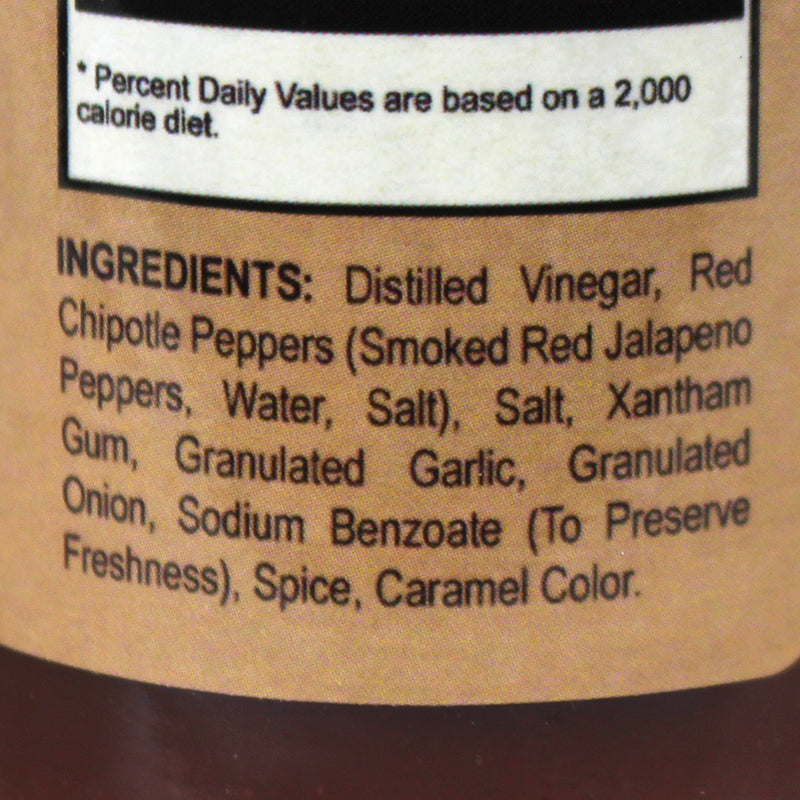 * Percent Daily Values are based on a 2,000
calorie diet.
INGREDIENTS: Distilled Vinegar, Red
Chipotle Peppers (Smoked Red Jalapeno
Peppers, Water, Salt), Salt, Xantham
Gum, Granulated Garlic, Granulated
Onion, Sodium Benzoate (To Preserve
Freshness), Spice, Caramel Color.